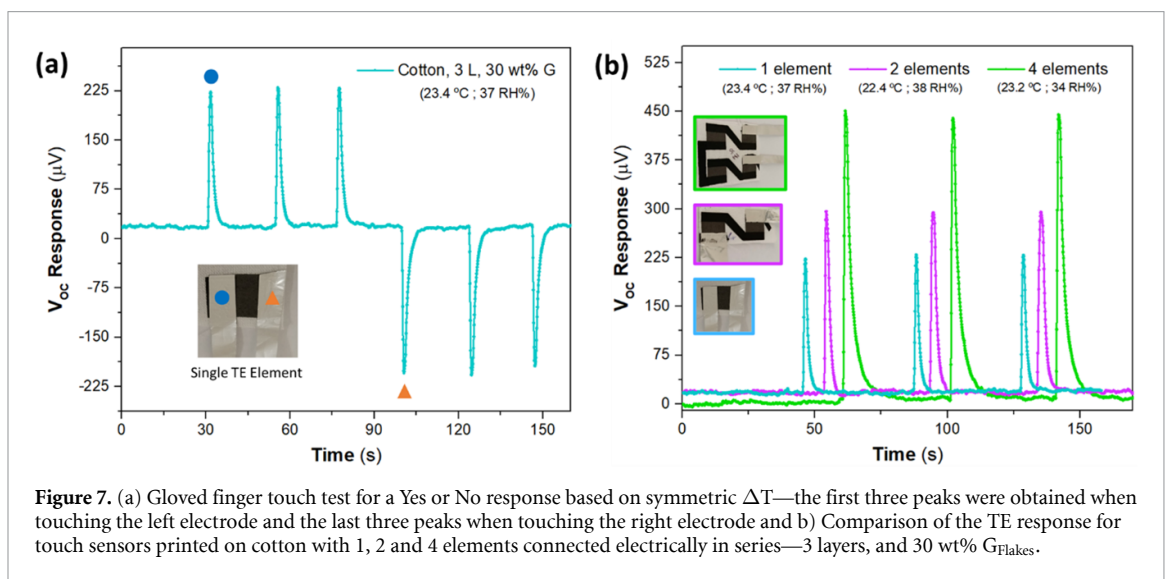 (a)
Cotton, 3 L, 30 wt% G
(23.4 ºC ; 37 RH%)
225
150
75
0
-75
-150
-225
V_OC Response (μV)
Single TE Element
0 30 60 90 120 150
Time (s)
(b)
1 element 2 elements 4 elements
(23.4 ºC ; 37 RH%) (22.4 ºC ; 38 RH%) (23.2 ºC ; 34 RH%)
525
450
375
300
225
150
75
0
V_OC Response (μV)
0 50 100 150
Time (s)
Figure 7. (a) Gloved finger touch test for a Yes or No response based on symmetric ΔT—the first three peaks were obtained when
touching the left electrode and the last three peaks when touching the right electrode and b) Comparison of the TE response for
touch sensors printed on cotton with 1, 2 and 4 elements connected electrically in series—3 layers, and 30 wt% G_Flakes.